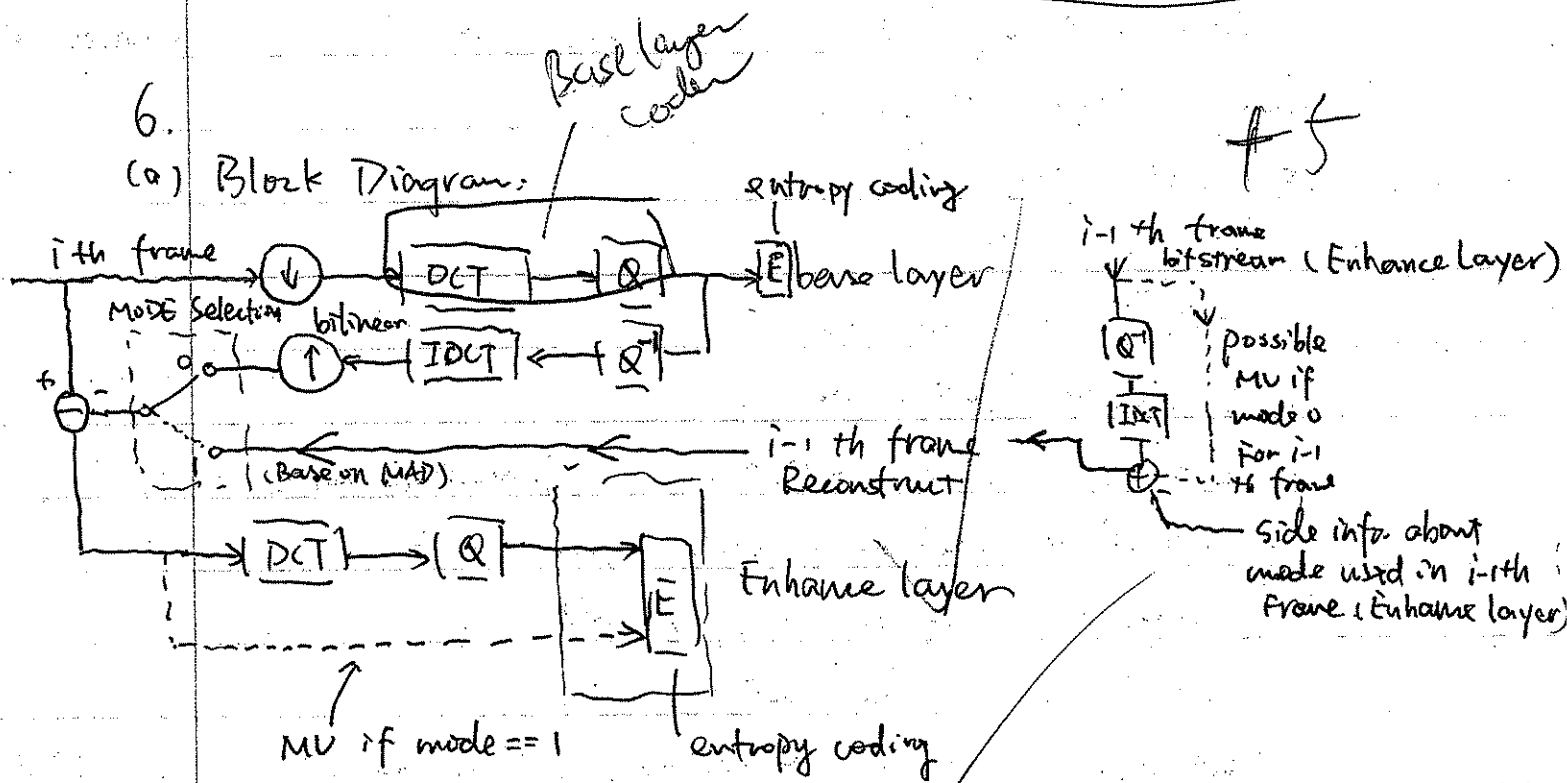 Base layer
coder
6.
+5
(a) Block Diagram:
entropy coding
i th frame
↓
DCT
Q
E
base layer
MODE Selection
bilinear
0
↑
IDCT
Q⁻¹
+
-
i-1 th frame
Reconstruct
(Base on MAD)
DCT
Q
E
Enhance layer
MV if mode == 1
entropy coding
i-1 th frame
bitstream (Enhance Layer)
Q⁻¹
IDCT
+
possible
MV if
mode 0
For i-1
th frame
side info. about
mode used in i-1th
Frame (Enhance layer)